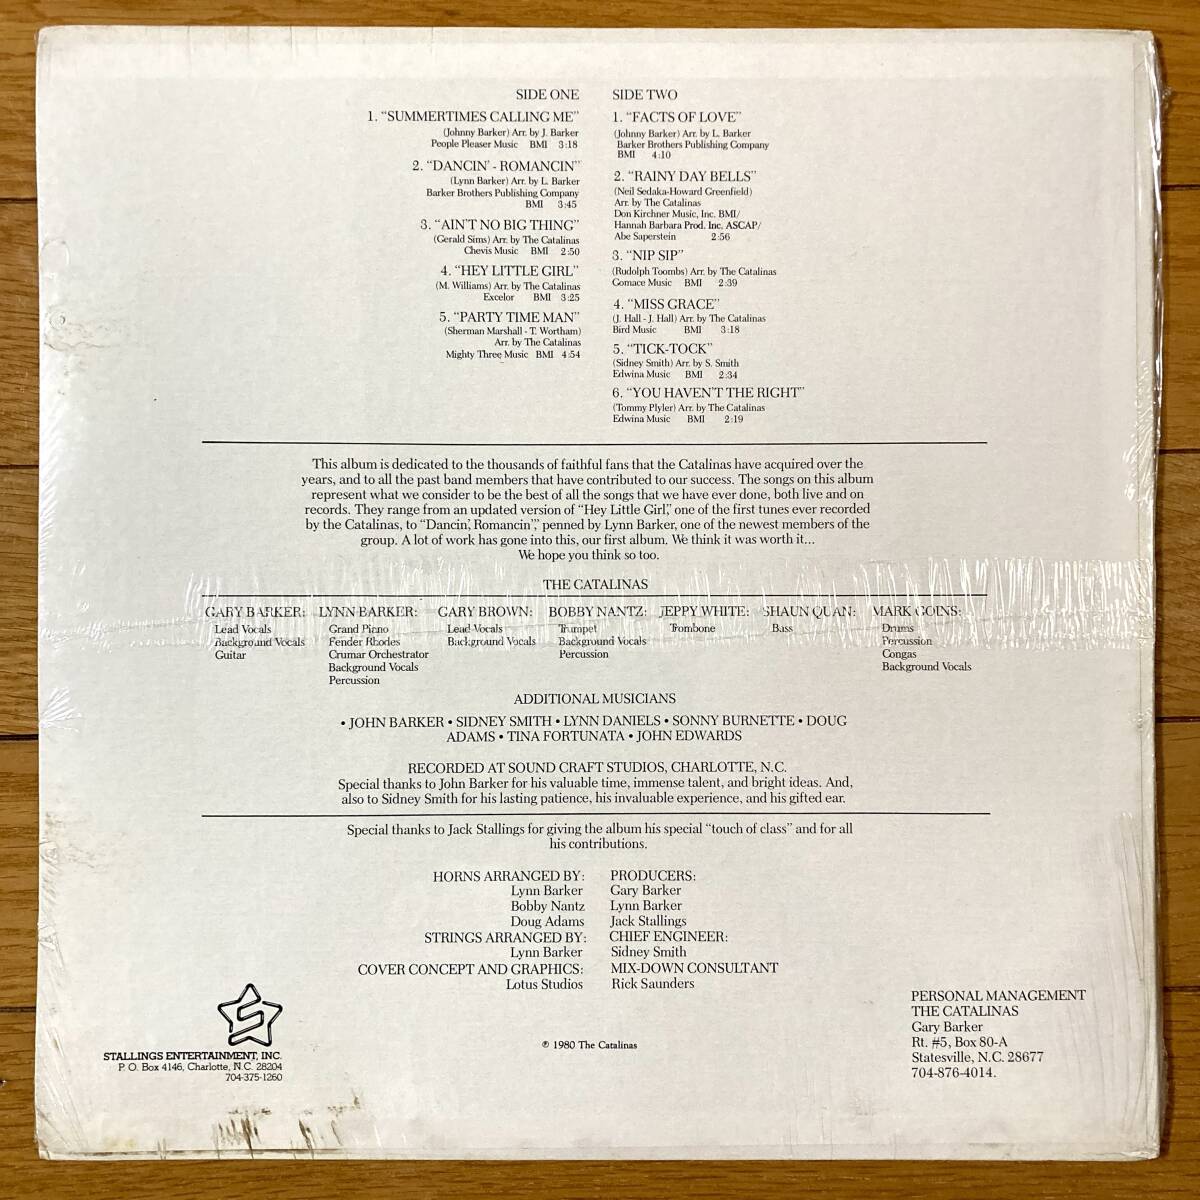 SIDE ONE
1. "SUMMERTIMES CALLING ME"
(Johnny Barker) Arr. by J. Barker
People Pleaser Music BMI 3:18
2. "DANCIN' - ROMANCIN'"
(Lynn Barker) Arr. by L. Barker
Barker Brothers Publishing Company
BMI 3:45
3. "AIN'T NO BIG THING"
(Gerald Sims) Arr. by The Catalinas
Chevis Music BMI 2:50
4. "HEY LITTLE GIRL"
(M. Williams) Arr. by The Catalinas
Excelor BMI 3:25
5. "PARTY TIME MAN"
(Sherman Marshall - T. Wortham)
Arr. by The Catalinas
Mighty Three Music BMI 4:54
SIDE TWO
1. "FACTS OF LOVE"
(Johnny Barker) Arr. by L. Barker
Barker Brothers Publishing Company
BMI 4:10
2. "RAINY DAY BELLS"
(Neil Sedaka-Howard Greenfield)
Arr. by The Catalinas
Don Kirchner Music, Inc. BMI/
Hannah Barbara Prod. Inc. ASCAP/
Abe Saperstein 2:56
3. "NIP SIP"
(Rudolph Toombs) Arr. by The Catalinas
Gomace Music BMI 2:39
4. "MISS GRACE"
(J. Hall - J. Hall) Arr. by The Catalinas
Bird Music BMI 3:18
5. "TICK-TOCK"
(Sidney Smith) Arr. by S. Smith
Edwina Music BMI 2:34
6. "YOU HAVEN'T THE RIGHT"
(Tommy Plyler) Arr. by The Catalinas
Edwina Music BMI 2:19
This album is dedicated to the thousands of faithful fans that the Catalinas have acquired over the
years, and to all the past band members that have contributed to our success. The songs on this album
represent what we consider to be the best of all the songs that we have ever done, both live and on
records. They range from an updated version of "Hey Little Girl," one of the first tunes ever recorded
by the Catalinas, to "Dancin', Romancin'," penned by Lynn Barker, one of the newest members of the
group. A lot of work has gone into this, our first album. We think it was worth it...
We hope you think so too.
THE CATALINAS
GARY BARKER:
Lead Vocals
Background Vocals
Guitar
LYNN BARKER:
Grand Piano
Fender Rhodes
Crumar Orchestrator
Background Vocals
Percussion
GARY BROWN:
Lead Vocals
Background Vocals
BOBBY NANTZ:
Trumpet
Background Vocals
Percussion
JEPPY WHITE:
Trombone
SHAUN QUAN:
Bass
MARK GOINS:
Drums
Percussion
Congas
Background Vocals
ADDITIONAL MUSICIANS
• JOHN BARKER • SIDNEY SMITH • LYNN DANIELS • SONNY BURNETTE • DOUG
ADAMS • TINA FORTUNATA • JOHN EDWARDS
RECORDED AT SOUND CRAFT STUDIOS, CHARLOTTE, N.C.
Special thanks to John Barker for his valuable time, immense talent, and bright ideas. And,
also to Sidney Smith for his lasting patience, his invaluable experience, and his gifted ear.
Special thanks to Jack Stallings for giving the album his special "touch of class" and for all
his contributions.
HORNS ARRANGED BY:
Lynn Barker
Bobby Nantz
Doug Adams
STRINGS ARRANGED BY:
Lynn Barker
COVER CONCEPT AND GRAPHICS:
Lotus Studios
PRODUCERS:
Gary Barker
Lynn Barker
Jack Stallings
CHIEF ENGINEER:
Sidney Smith
MIX-DOWN CONSULTANT
Rick Saunders
S
STALLINGS ENTERTAINMENT, INC.
P. O. Box 4146, Charlotte, N.C. 28204
704-375-1260
℗ 1980 The Catalinas
PERSONAL MANAGEMENT
THE CATALINAS
Gary Barker
Rt. #5, Box 80-A
Statesville, N.C. 28677
704-876-4014.